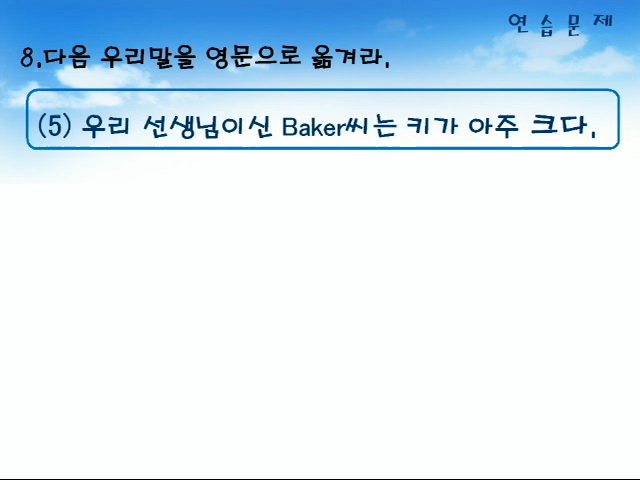 연 습 문 제
8.다음 우리말을 영문으로 옮겨라.
(5) 우리 선생님이신 Baker씨는 키가 아주 크다.